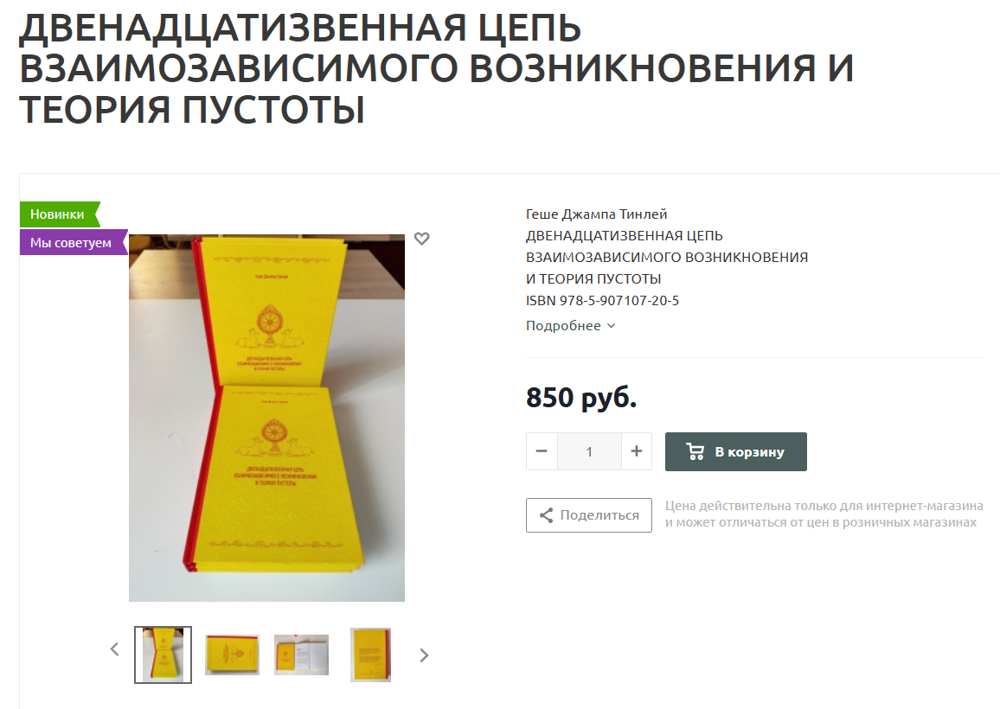 ДВЕНАДЦАТИЗВЕННАЯ ЦЕПЬ
ВЗАИМОЗАВИСИМОГО ВОЗНИКНОВЕНИЯ И
ТЕОРИЯ ПУСТОТЫ
Новинки
Мы советуем
Геше Джампа Тинлей
ДВЕНАДЦАТИЗВЕННАЯ ЦЕПЬ
ВЗАИМОЗАВИСИМОГО ВОЗНИКНОВЕНИЯ
И ТЕОРИЯ ПУСТОТЫ
Геше Джампа Тинлей
ДВЕНАДЦАТИЗВЕННАЯ ЦЕПЬ
ВЗАИМОЗАВИСИМОГО ВОЗНИКНОВЕНИЯ
И ТЕОРИЯ ПУСТОТЫ
Геше Джампа Тинлей
ДВЕНАДЦАТИЗВЕННАЯ ЦЕПЬ
ВЗАИМОЗАВИСИМОГО ВОЗНИКНОВЕНИЯ
И ТЕОРИЯ ПУСТОТЫ
ISBN 978-5-907107-20-5
Подробнее
850 руб.
− 1 +
В корзину
Поделиться
Цена действительна только для интернет-магазина
и может отличаться от цен в розничных магазинах